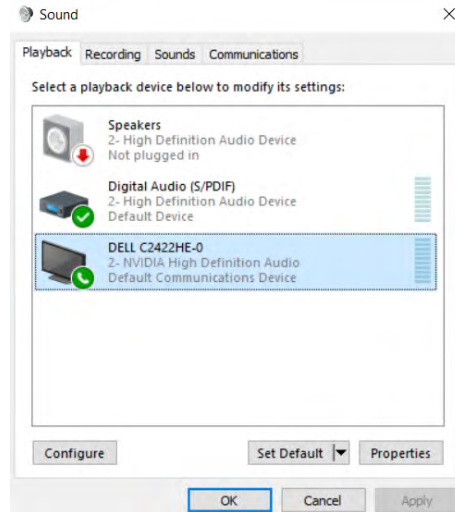 Sound
Playback Recording Sounds Communications
Select a playback device below to modify its settings:
Speakers
2- High Definition Audio Device
Not plugged in
Digital Audio (S/PDIF)
2- High Definition Audio Device
Default Device
DELL C2422HE-0
2- NVIDIA High Definition Audio
Default Communications Device
Configure Set Default Properties
OK Cancel Apply